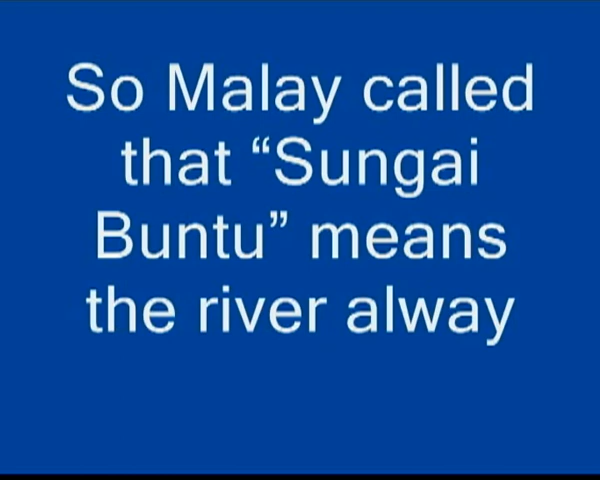 So Malay called
that “Sungai
Buntu” means
the river alway